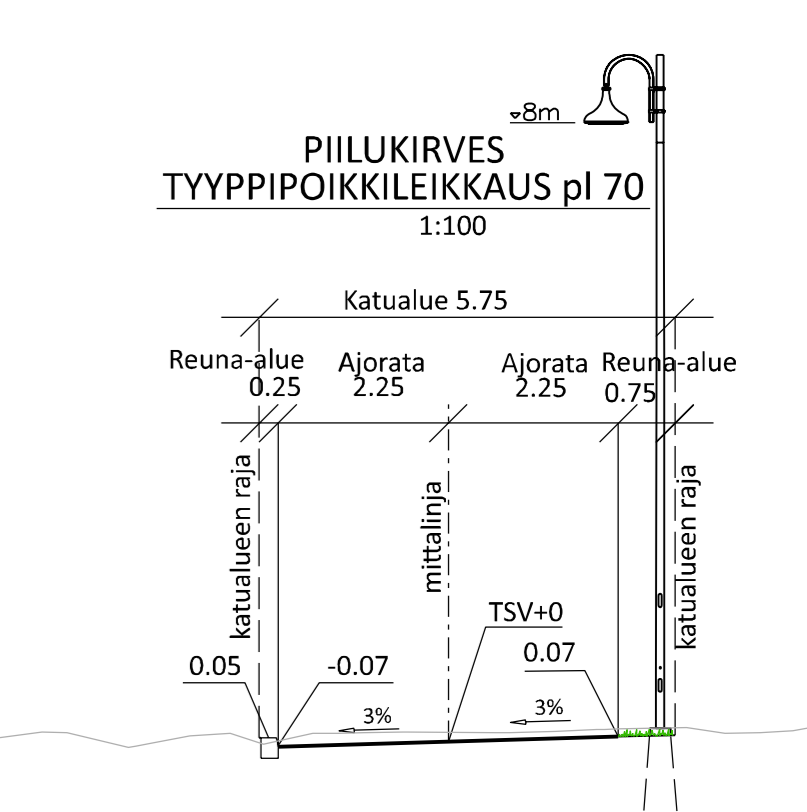 8m
PIILUKIRVES
TYYPPIPOIKKILEIKKAUS pl 70
1:100
Katualue 5.75
Reuna-alue
0.25
Ajorata
2.25
Ajorata
2.25
Reuna-alue
0.75
katualueen raja
mittalinja
katualueen raja
TSV+0
0.05
-0.07
0.07
3%
3%